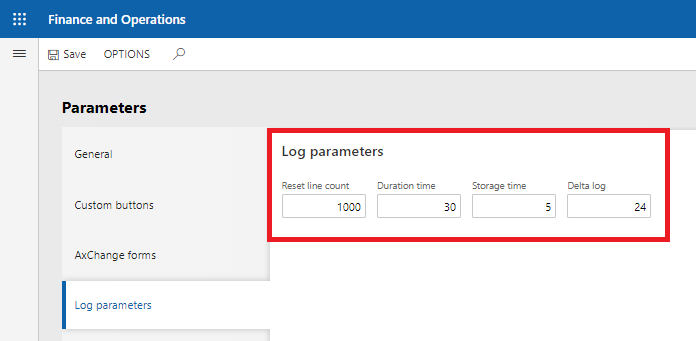 Finance and Operations
Save OPTIONS
Parameters
General
Custom buttons
AxChange forms
Log parameters
Log parameters
Reset line count Duration time Storage time Delta log
1000 30 5 24